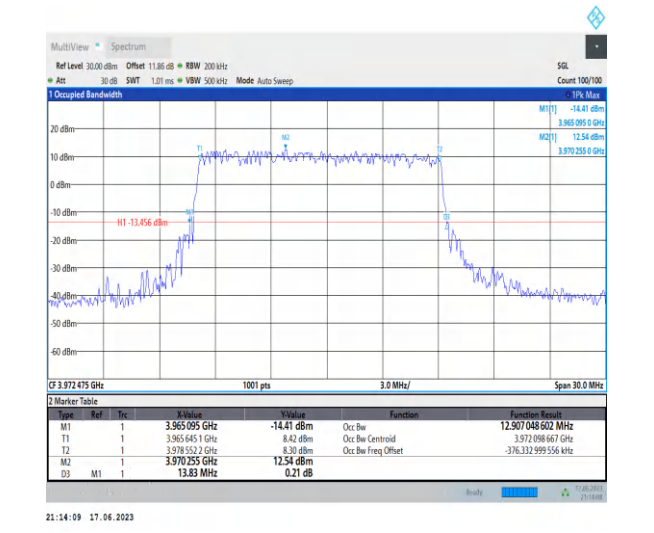 MultiView Spectrum
Ref Level 30.00 dBm Offset 11.86 dB RBW 200 kHz SGL
Att 30 dB SWT 1.01 ms VBW 500 kHz Mode Auto Sweep Count 100/100
1 Occupied Bandwidth 1Pk Max
M1[1] -14.41 dBm
3.965 095 0 GHz
M2[1] 12.54 dBm
3.970 255 0 GHz
20 dBm
M2
T1 T2
10 dBm
0 dBm
-10 dBm
D3
H1 -13.456 dBm
-20 dBm
-30 dBm
-40 dBm
-50 dBm
-60 dBm
CF 3.972 475 GHz 1001 pts 3.0 MHz/ Span 30.0 MHz
2 Marker Table
Type Ref Trc X-Value Y-Value Function Function Result
M1 1 3.965 095 GHz -14.41 dBm Occ Bw 12.907 048 602 MHz
T1 1 3.965 645 1 GHz 8.42 dBm Occ Bw Centroid 3.972 098 667 GHz
T2 1 3.978 552 2 GHz 8.30 dBm Occ Bw Freq Offset -376.332 999 556 kHz
M2 1 3.970 255 GHz 12.54 dBm
D3 M1 1 13.83 MHz 0.21 dB
Ready
21:14:09 17.06.2023